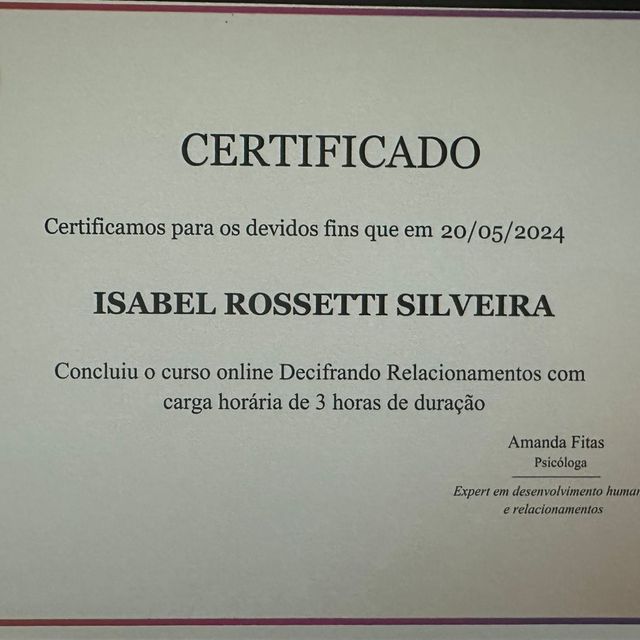 CERTIFICADO
Certificamos para os devidos fins que em 20/05/2024
ISABEL ROSSETTI SILVEIRA
Concluiu o curso online Decifrando Relacionamentos com
carga horária de 3 horas de duração
Amanda Fitas
Psicóloga
Expert em desenvolvimento human
e relacionamentos